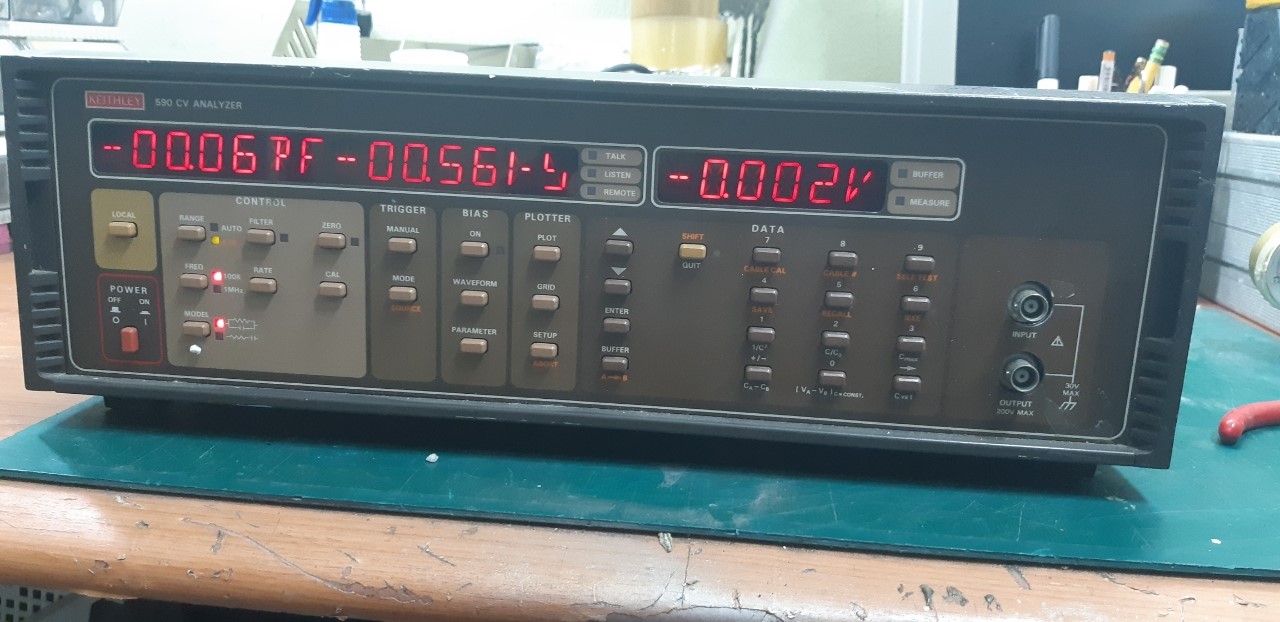 KEITHLEY 590 CV ANALYZER
-00.06 PF -00.561-5
TALK
LISTEN
REMOTE
-0.002V
BUFFER
MEASURE
LOCAL
POWER
OFF ON
O I
CONTROL
RANGE AUTO FILTER ZERO
FREQ 100K RATE CAL
1MHz
MODEL
TRIGGER
MANUAL
MODE
SOURCE
BIAS
ON
WAVEFORM
PARAMETER
PLOTTER
PLOT
GRID
SETUP
ENTER
BUFFER
A→B
SHIFT
QUIT
DATA
7 8 9
CABLE CAL CABLE # SELF TEST
4 5 6
SAVE RECALL
1 2 3
1/C² C/C₀ Cmax
+/- 0
CA-CB [VA-VB]C=CONST.
INPUT
OUTPUT
200V MAX
30V
MAX